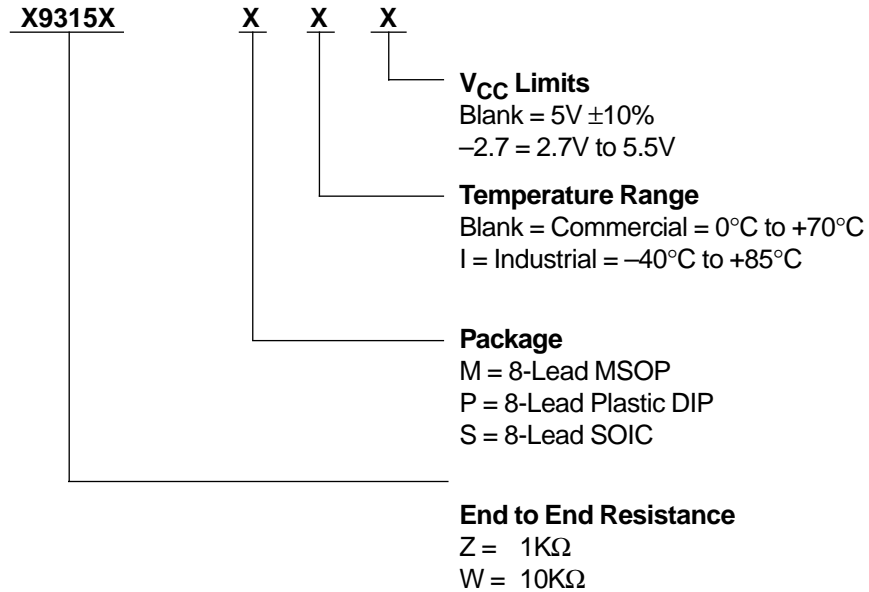 X9315X X X X
V_CC Limits
Blank = 5V ±10%
–2.7 = 2.7V to 5.5V
Temperature Range
Blank = Commercial = 0°C to +70°C
I = Industrial = –40°C to +85°C
Package
M = 8-Lead MSOP
P = 8-Lead Plastic DIP
S = 8-Lead SOIC
End to End Resistance
Z = 1KΩ
W = 10KΩ